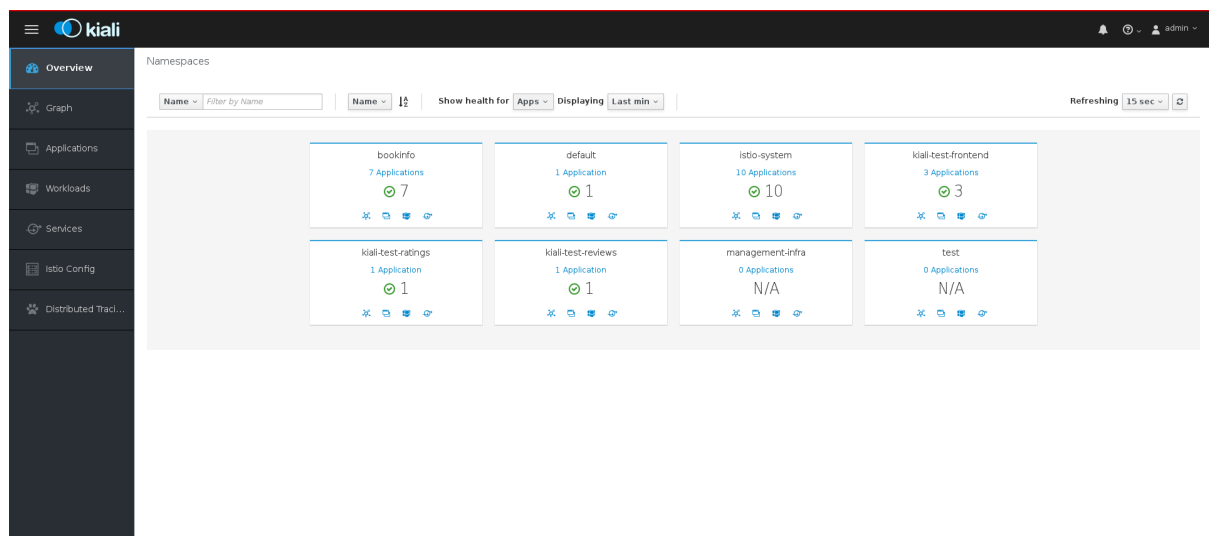 kiali
admin
Overview
Graph
Applications
Workloads
Services
Istio Config
Distributed Traci...
Namespaces
Name Filter by Name Name Show health for Apps Displaying Last min Refreshing 15 sec
bookinfo
7 Applications
7
default
1 Application
1
istio-system
10 Applications
10
kiali-test-frontend
3 Applications
3
kiali-test-ratings
1 Application
1
kiali-test-reviews
1 Application
1
management-infra
0 Applications
N/A
test
0 Applications
N/A